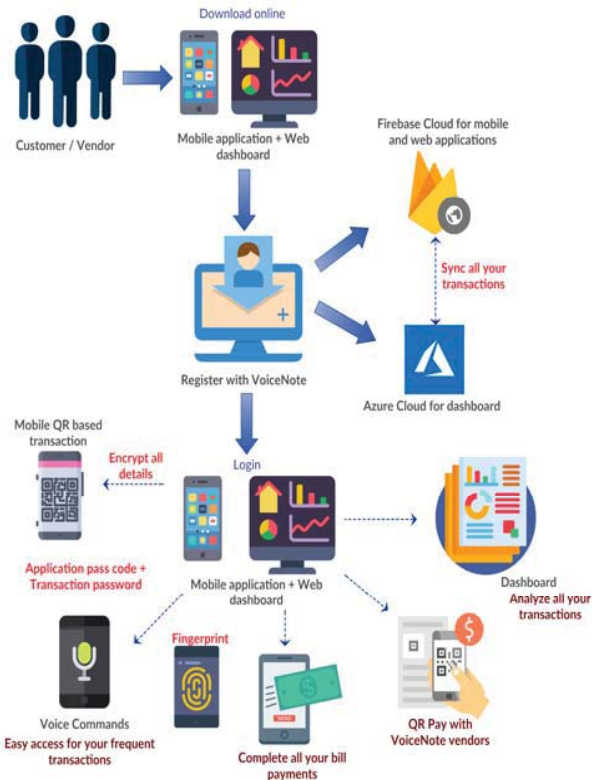 Download online
Customer / Vendor
Mobile application + Web
dashboard
Firebase Cloud for mobile
and web applications
Sync all your
transactions
Register with VoiceNote
Azure Cloud for dashboard
Mobile QR based
transaction
Encrypt all
details
Login
Application pass code +
Transaction password
Mobile application + Web
dashboard
Dashboard
Analyze all your
transactions
Fingerprint
$
Voice Commands
Easy access for your frequent
transactions
SEND
Complete all your bill
payments
QR Pay with
VoiceNote vendors